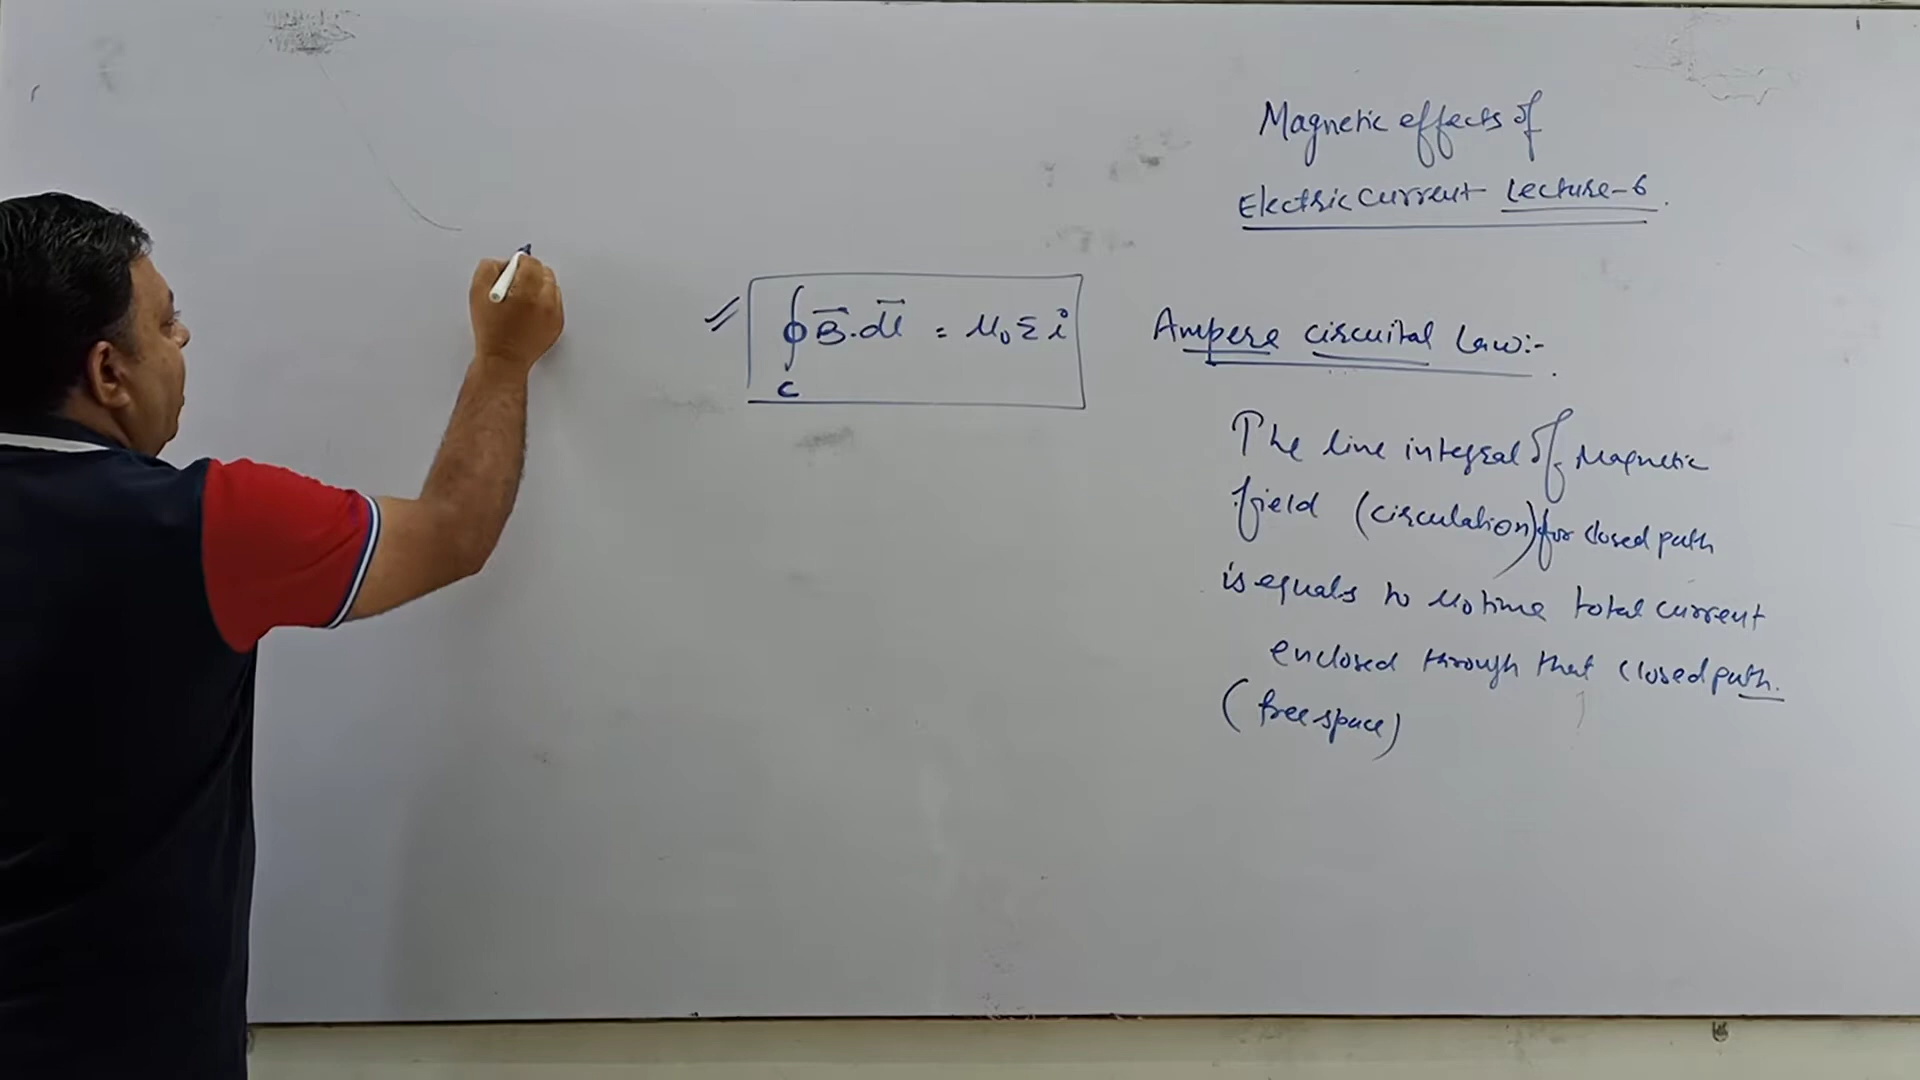 Magnetic effects of
Electric Current Lecture-6.
Ampere circuital Law:-
∮ B⃗.dl⃗ = μ₀ Σ i
C
The line integral of Magnetic
field (circulation) for closed path
is equals to μ₀ time total current
enclosed through that closed path.
(free space)